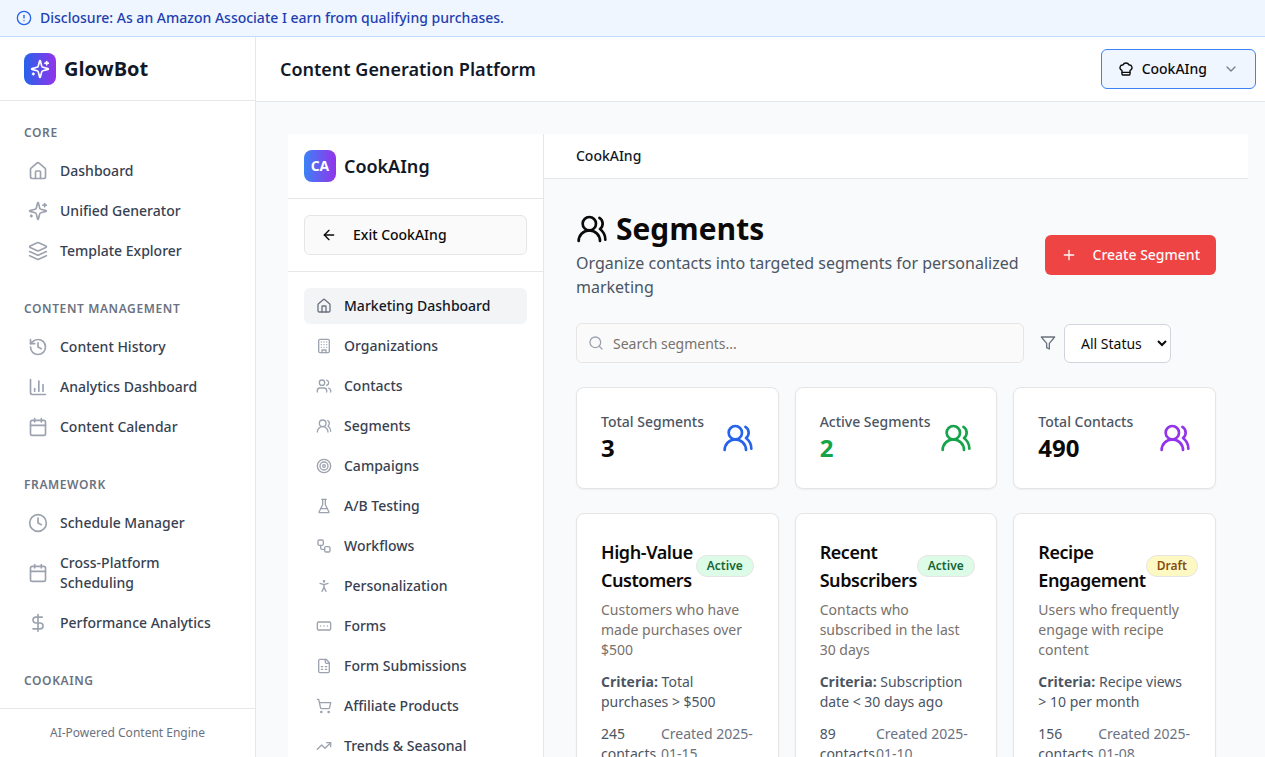 Disclosure: As an Amazon Associate I earn from qualifying purchases.
GlowBot
Content Generation Platform
CookAIng
CORE
Dashboard
Unified Generator
Template Explorer
CONTENT MANAGEMENT
Content History
Analytics Dashboard
Content Calendar
FRAMEWORK
Schedule Manager
Cross-Platform
Scheduling
Performance Analytics
COOKAING
AI-Powered Content Engine
CA CookAIng
Exit CookAIng
Marketing Dashboard
Organizations
Contacts
Segments
Campaigns
A/B Testing
Workflows
Personalization
Forms
Form Submissions
Affiliate Products
Trends & Seasonal
CookAIng
Segments
Organize contacts into targeted segments for personalized
marketing
Create Segment
Search segments...
All Status
Total Segments
3
Active Segments
2
Total Contacts
490
High-Value
Customers
Active
Customers who have
made purchases over
$500
Criteria: Total
purchases > $500
245
contacts
Created 2025-
01-15
Recent
Subscribers
Active
Contacts who
subscribed in the last
30 days
Criteria: Subscription
date < 30 days ago
89
contacts
Created 2025-
01-10
Recipe
Engagement
Draft
Users who frequently
engage with recipe
content
Criteria: Recipe views
> 10 per month
156
contacts
Created 2025-
01-08